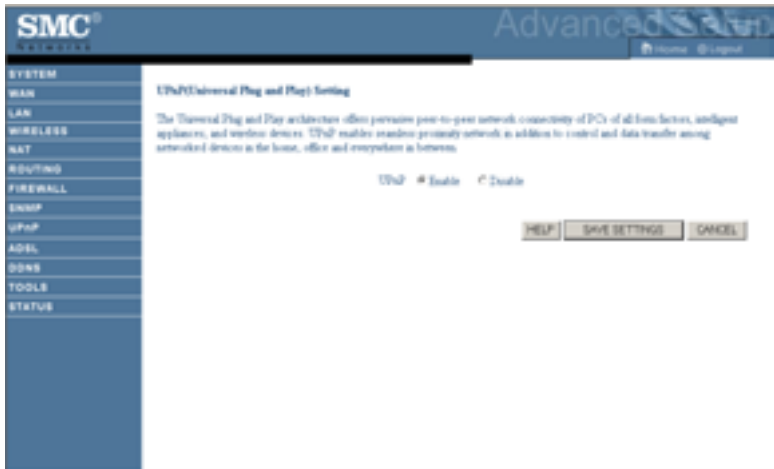 SMC®
Networks
Advanced Setup
Home Logout
SYSTEM
WAN
LAN
WIRELESS
NAT
ROUTING
FIREWALL
SNMP
UPnP
ADSL
DDNS
TOOLS
STATUS
UPnP(Universal Plug and Play) Setting
The Universal Plug and Play architecture offers pervasive peer-to-peer network connectivity of PCs of all form factors, intelligent
appliances, and wireless devices. UPnP enables seamless proximity network in addition to control and data transfer among
networked devices in the home, office and everywhere in between.
UPnP Enable Disable
HELP SAVE SETTINGS CANCEL